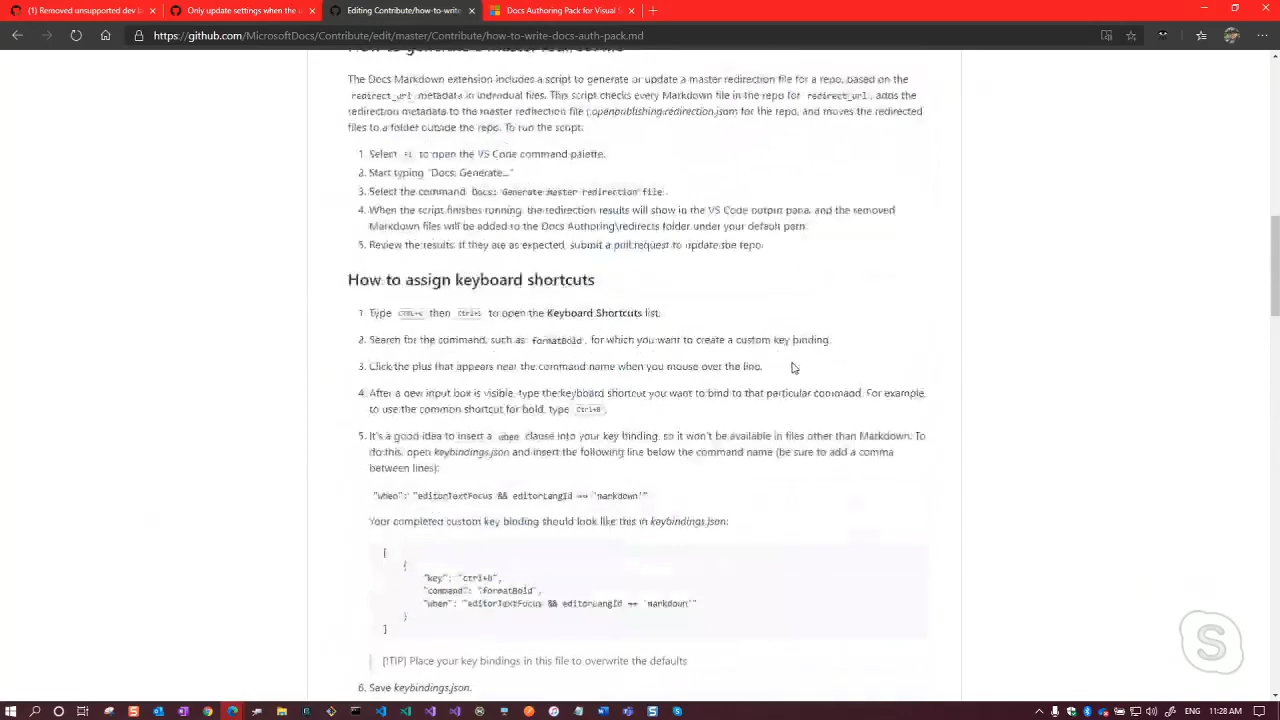 (1) Removed unsupported dev l
Only update settings when the u
Editing Contribute/how-to-write-
Docs Authoring Pack for Visual S
https://github.com/MicrosoftDocs/Contribute/edit/master/Contribute/how-to-write-docs-auth-pack.md
The Docs Markdown extension includes a script to generate or update a master redirection file for a repo, based on the
redirect_url metadata in individual files. This script checks every Markdown file in the repo for redirect_url, adds the
redirection metadata to the master redirection file (.openpublishing.redirection.json) for the repo, and moves the redirected
files to a folder outside the repo. To run the script:
1. Select F1 to open the VS Code command palette.
2. Start typing "Docs: Generate..."
3. Select the command Docs: Generate master redirection file.
4. When the script finishes running, the redirection results will show in the VS Code output pane, and the removed
Markdown files will be added to the Docs Authoring\redirects folder under your default path.
5. Review the results. If they are as expected, submit a pull request to update the repo.
How to assign keyboard shortcuts
1. Type CTRL+k then Ctrl+S to open the Keyboard Shortcuts list.
2. Search for the command, such as formatBold, for which you want to create a custom key binding.
3. Click the plus that appears near the command name when you mouse over the line.
4. After a new input box is visible, type the keyboard shortcut you want to bind to that particular command. For example,
to use the common shortcut for bold, type Ctrl+B.
5. It's a good idea to insert a when clause into your key binding, so it won't be available in files other than Markdown. To
do this, open keybindings.json and insert the following line below the command name (be sure to add a comma
between lines):
"when": "editorTextFocus && editorLangId == 'markdown'"
Your completed custom key binding should look like this in keybindings.json:
[
{
"key": "ctrl+B",
"command": "formatBold",
"when": "editorTextFocus && editorLangId == 'markdown'"
}
]
[!TIP] Place your key bindings in this file to overwrite the defaults
6. Save keybindings.json.
ENG
11:28 AM